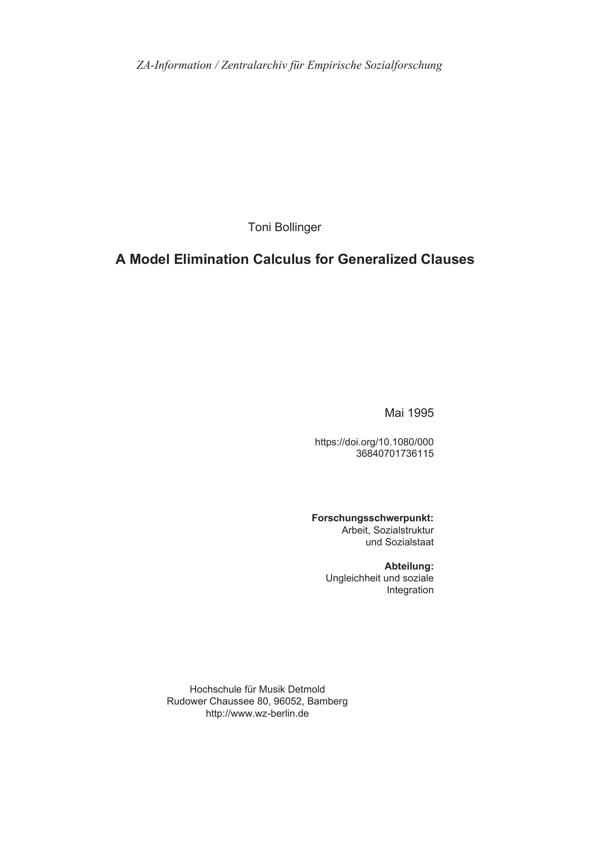 ZA-Information / Zentralarchiv für Empirische Sozialforschung
Toni Bollinger
A Model Elimination Calculus for Generalized Clauses
Mai 1995
https://doi.org/10.1080/000
36840701736115
Forschungsschwerpunkt:
Arbeit, Sozialstruktur
und Sozialstaat
Abteilung:
Ungleichheit und soziale
Integration
Hochschule für Musik Detmold
Rudower Chaussee 80, 96052, Bamberg
http://www.wz-berlin.de